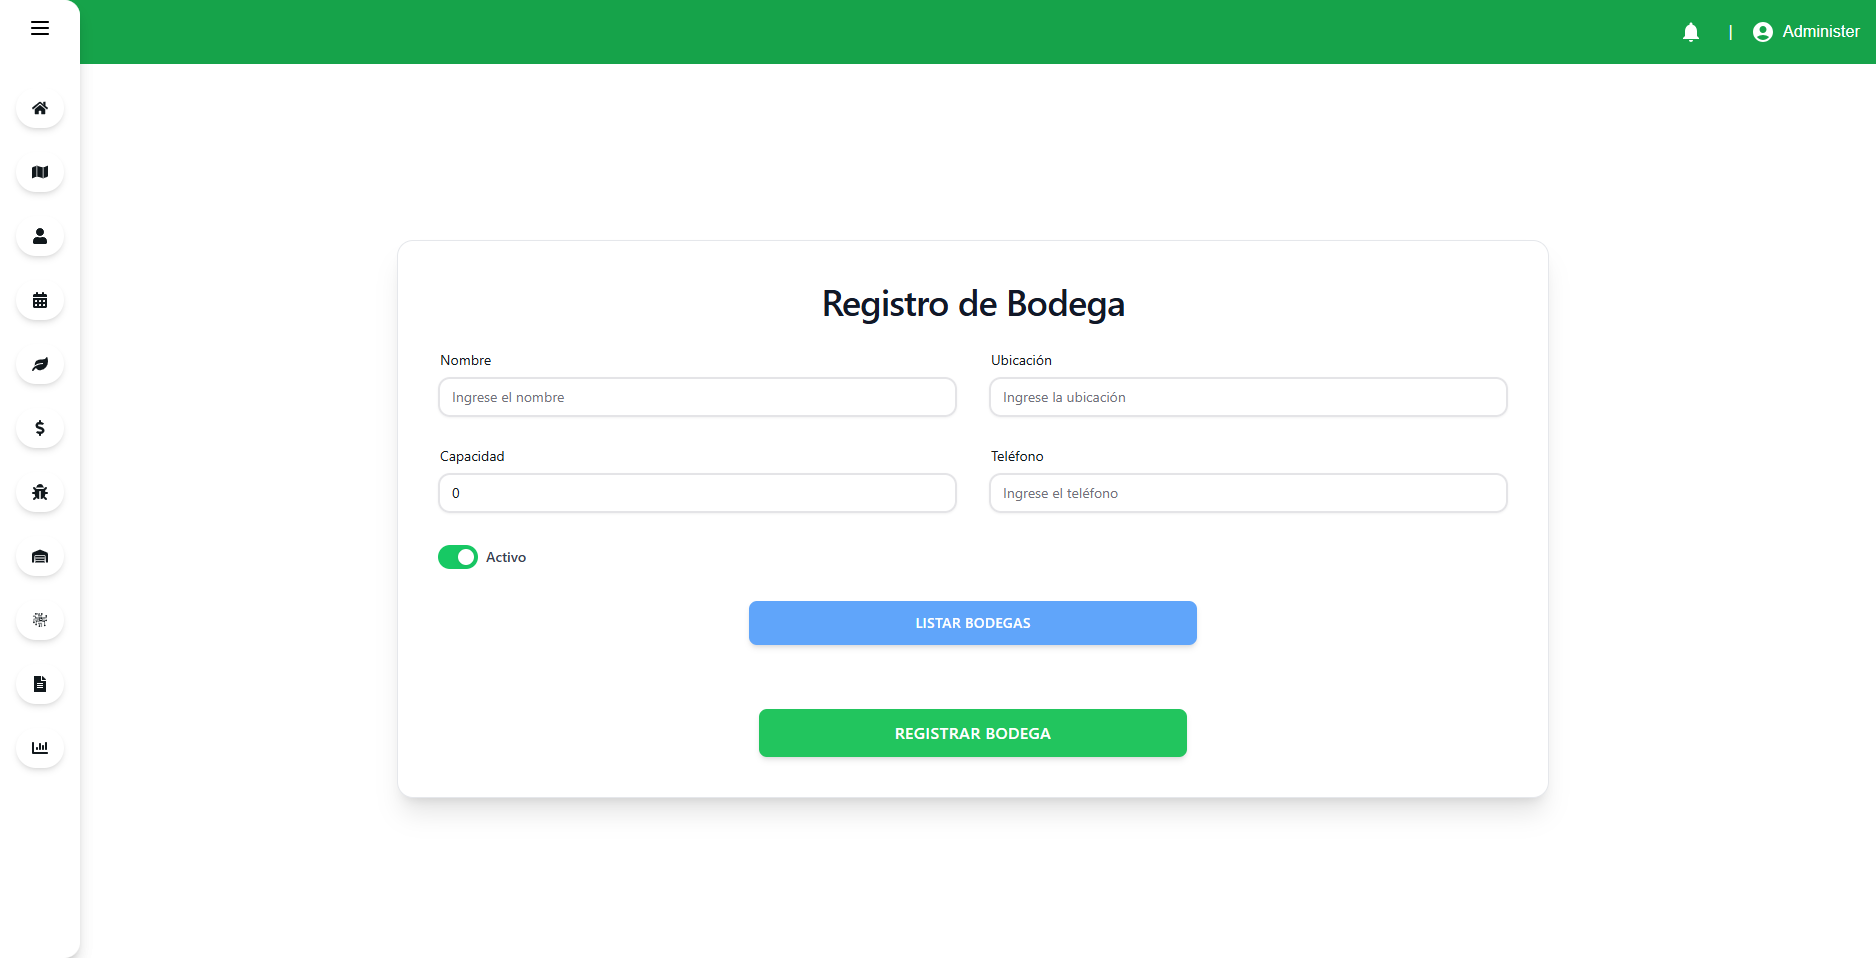 | Administer
Registro de Bodega
Nombre
Ubicación
Ingrese el nombre
Ingrese la ubicación
Capacidad
Teléfono
0
Ingrese el teléfono
Activo
LISTAR BODEGAS
REGISTRAR BODEGA